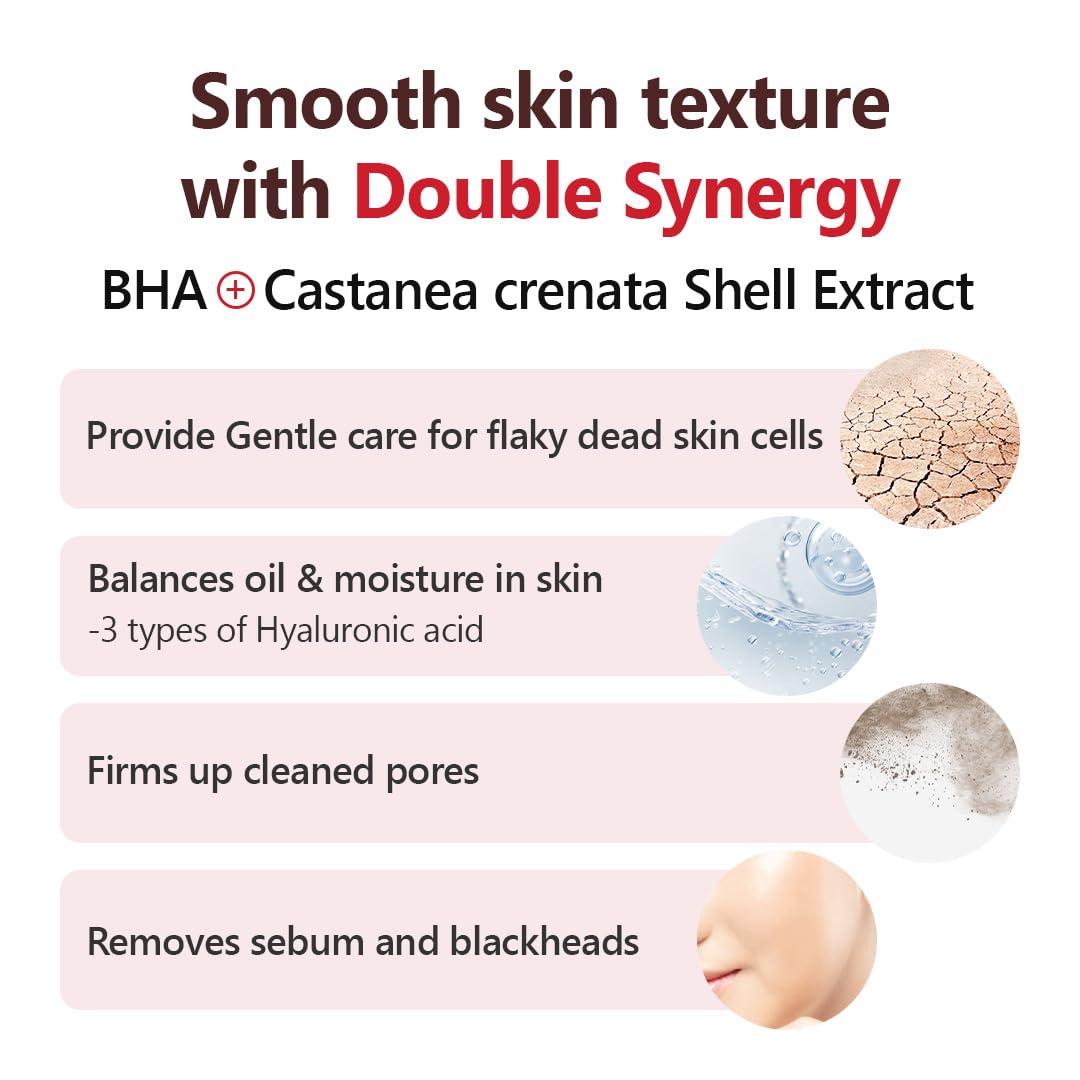 Smooth skin texture
with Double Synergy
BHA + Castanea crenata Shell Extract
Provide Gentle care for flaky dead skin cells
Balances oil & moisture in skin
-3 types of Hyaluronic acid
Firms up cleaned pores
Removes sebum and blackheads